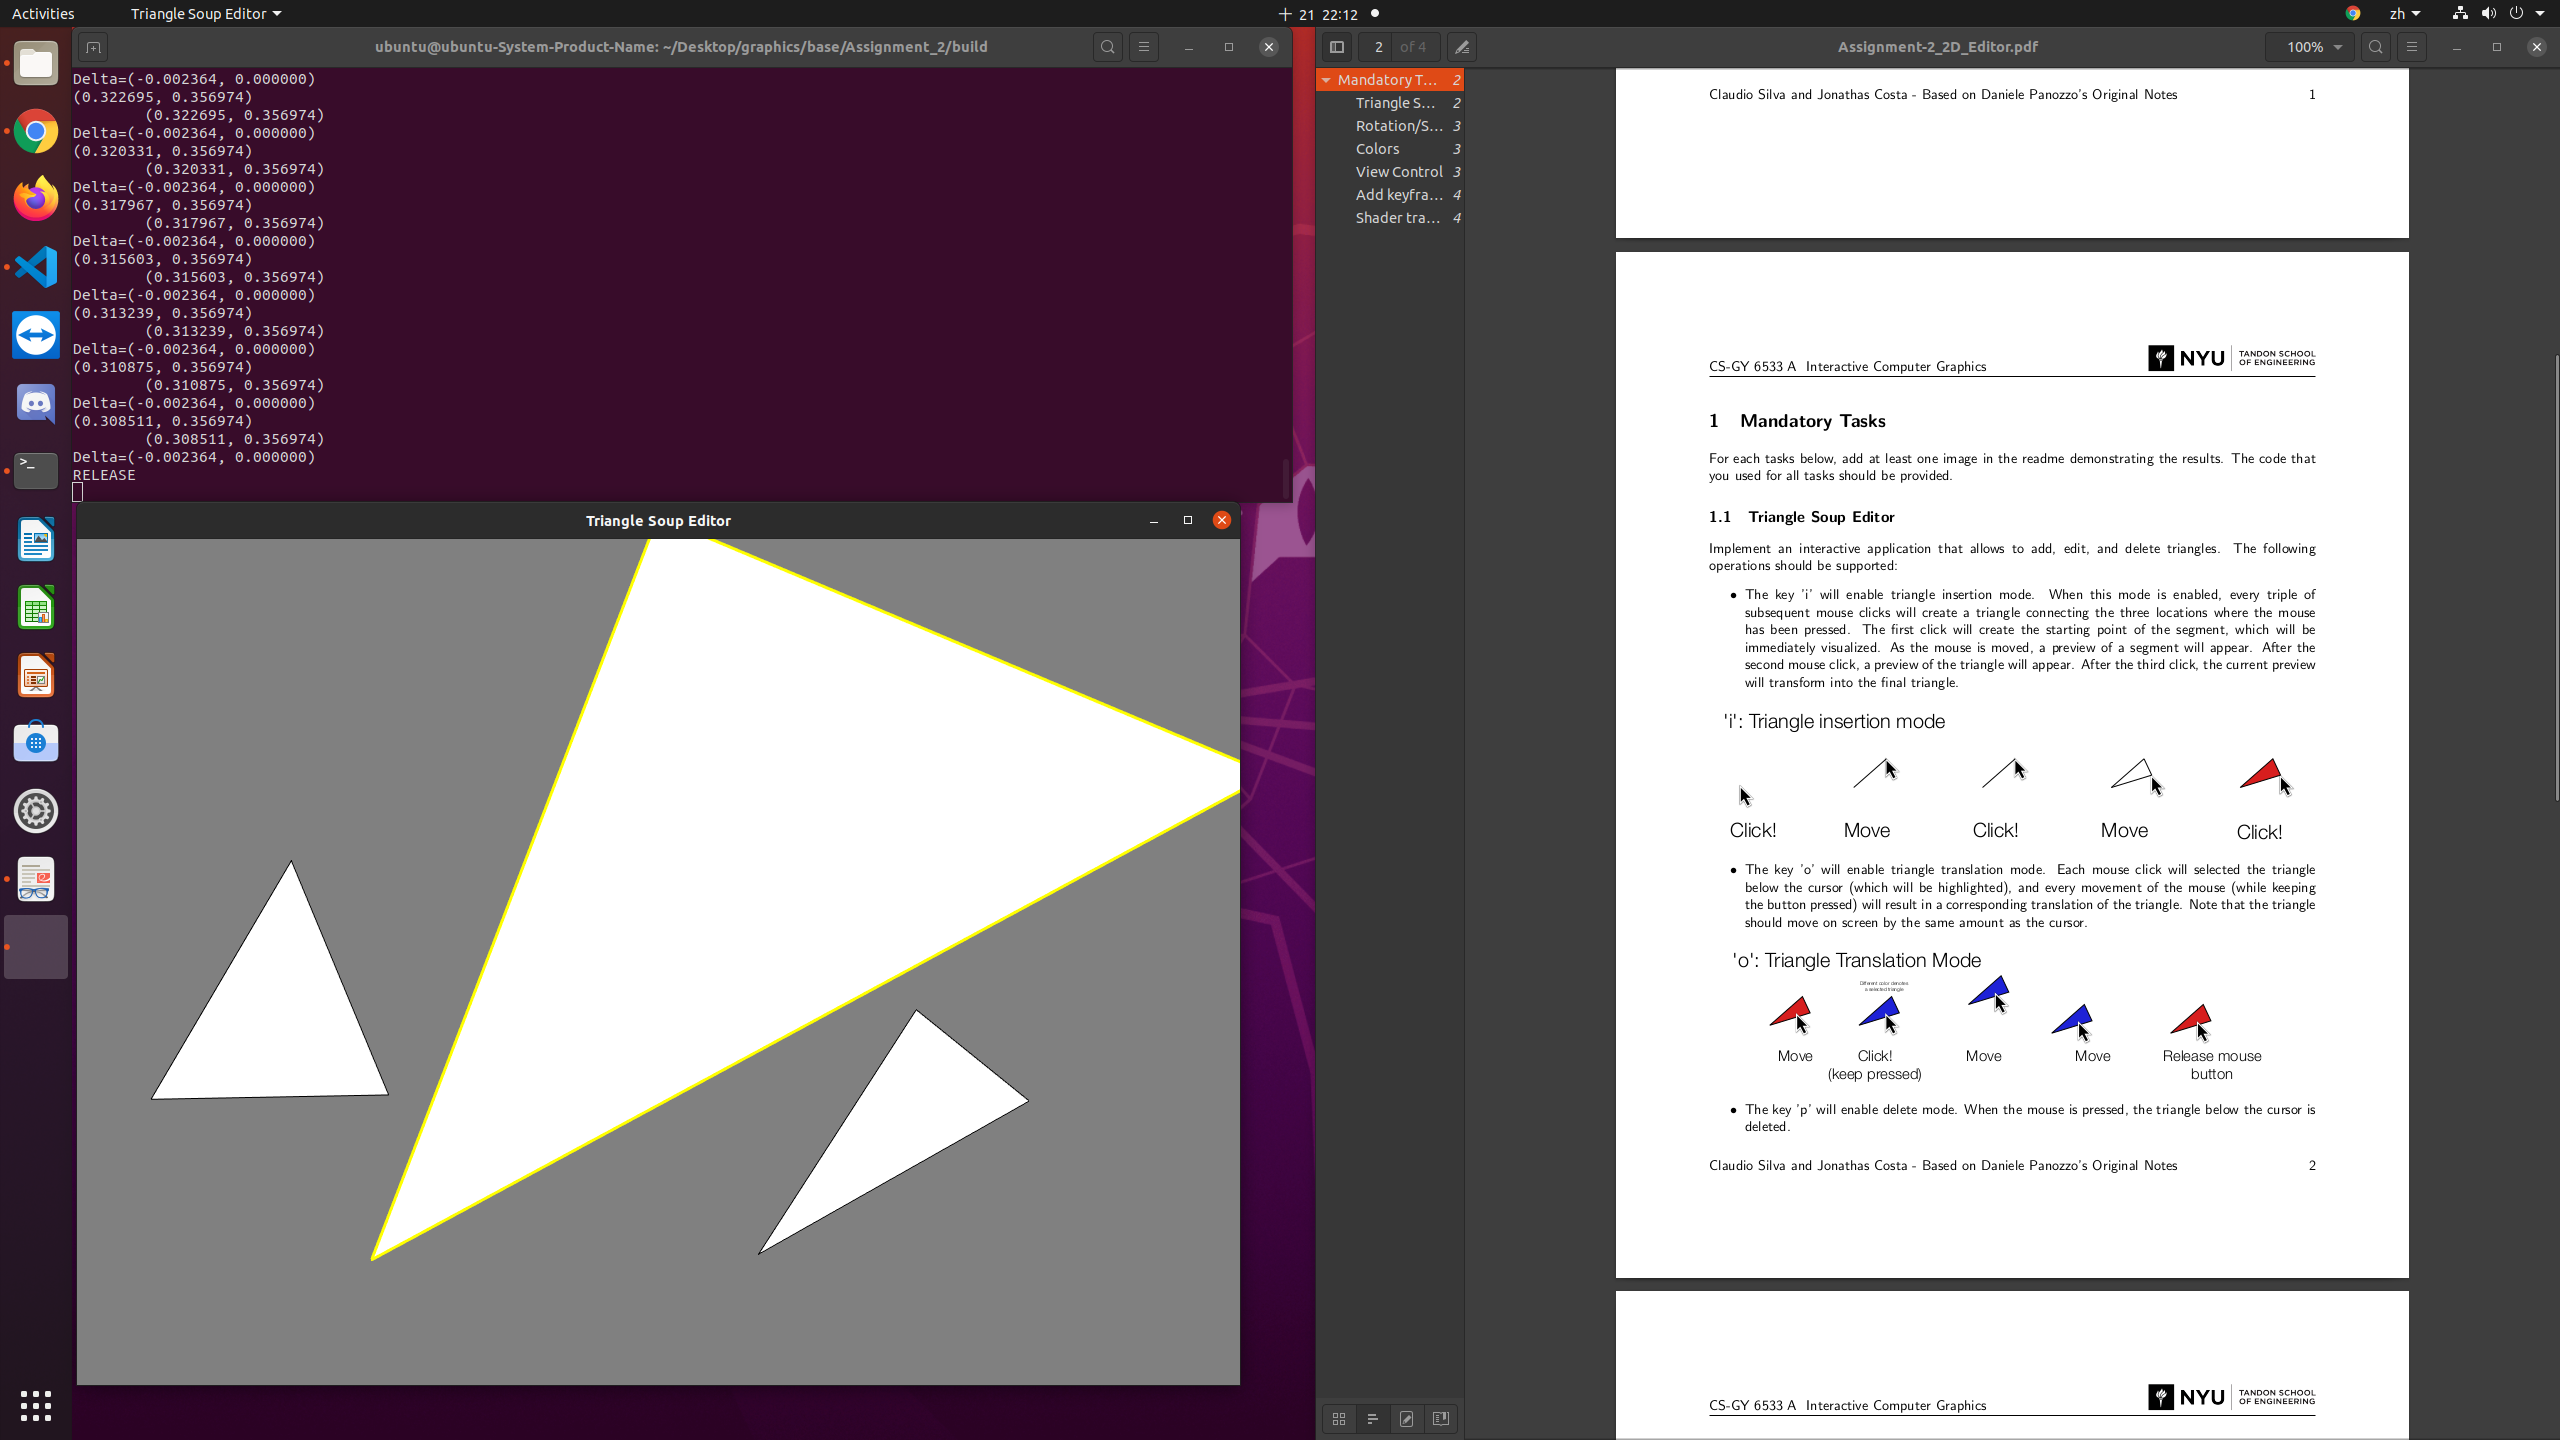 Activities
Triangle Soup Editor
21 22:12
zh
ubuntu@ubuntu-System-Product-Name: ~/Desktop/graphics/base/Assignment_2/build
Delta=(-0.002364, 0.000000)
(0.322695, 0.356974)
(0.322695, 0.356974)
Delta=(-0.002364, 0.000000)
(0.320331, 0.356974)
(0.320331, 0.356974)
Delta=(-0.002364, 0.000000)
(0.317967, 0.356974)
(0.317967, 0.356974)
Delta=(-0.002364, 0.000000)
(0.315603, 0.356974)
(0.315603, 0.356974)
Delta=(-0.002364, 0.000000)
(0.313239, 0.356974)
(0.313239, 0.356974)
Delta=(-0.002364, 0.000000)
(0.310875, 0.356974)
(0.310875, 0.356974)
Delta=(-0.002364, 0.000000)
(0.308511, 0.356974)
(0.308511, 0.356974)
Delta=(-0.002364, 0.000000)
RELEASE
Triangle Soup Editor
2 of 4
Assignment-2_2D_Editor.pdf
100%
Mandatory T... 2
Triangle S... 2
Rotation/S... 3
Colors 3
View Control 3
Add keyfra... 4
Shader tra... 4
Claudio Silva and Jonathas Costa - Based on Daniele Panozzo's Original Notes 1
CS-GY 6533 A Interactive Computer Graphics
NYU TANDON SCHOOL
OF ENGINEERING
1 Mandatory Tasks
For each tasks below, add at least one image in the readme demonstrating the results. The code that
you used for all tasks should be provided.
1.1 Triangle Soup Editor
Implement an interactive application that allows to add, edit, and delete triangles. The following
operations should be supported:
• The key 'i' will enable triangle insertion mode. When this mode is enabled, every triple of
subsequent mouse clicks will create a triangle connecting the three locations where the mouse
has been pressed. The first click will create the starting point of the segment, which will be
immediately visualized. As the mouse is moved, a preview of a segment will appear. After the
second mouse click, a preview of the triangle will appear. After the third click, the current preview
will transform into the final triangle.
'i': Triangle insertion mode
Click! Move Click! Move Click!
• The key 'o' will enable triangle translation mode. Each mouse click will selected the triangle
below the cursor (which will be highlighted), and every movement of the mouse (while keeping
the button pressed) will result in a corresponding translation of the triangle. Note that the triangle
should move on screen by the same amount as the cursor.
'o': Triangle Translation Mode
Different color denotes
a selected triangle
Move Click! Move Move Release mouse
(keep pressed) button
• The key 'p' will enable delete mode. When the mouse is pressed, the triangle below the cursor is
deleted.
Claudio Silva and Jonathas Costa - Based on Daniele Panozzo's Original Notes 2
CS-GY 6533 A Interactive Computer Graphics
NYU TANDON SCHOOL
OF ENGINEERING